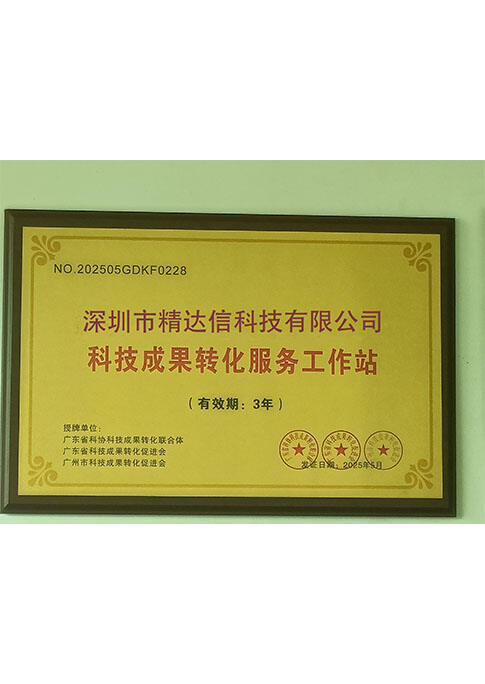 NO.202505GDKF0228
深圳市精达信科技有限公司
科技成果转化服务工作站
（有效期：3年）
授牌单位：
广东省科协科技成果转化联合体
广东省科技成果转化促进会
广州市科技成果转化促进会
发证日期：2025年5月